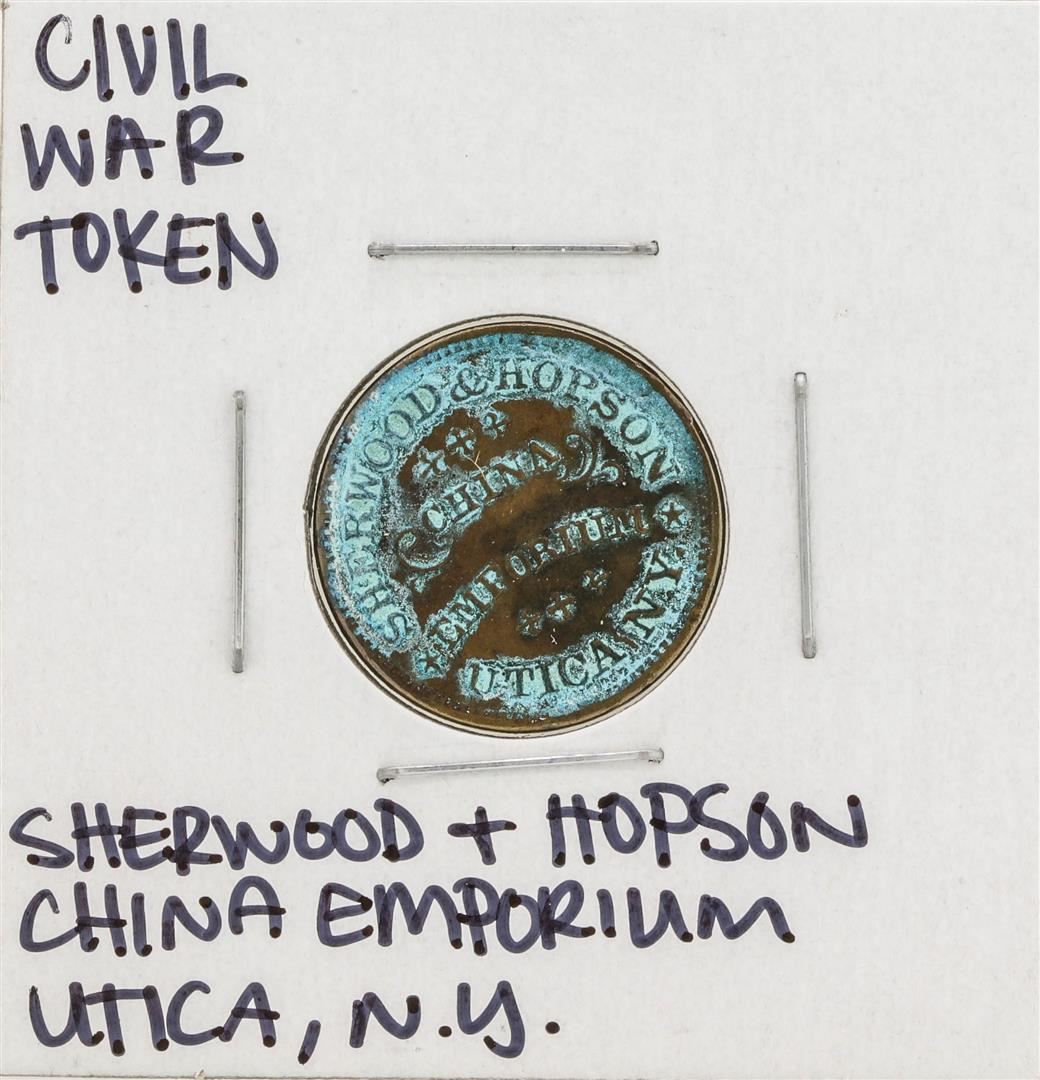 CIVIL
WAR
TOKEN
SHERWOOD & HOPSON
CHINA
EMPORIUM
UTICA N.Y.
SHERWOOD + HOPSON
CHINA EMPORIUM
UTICA, N.Y.